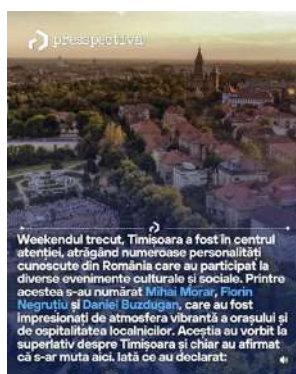 presspectiva
Weekendul trecut, Timișoara a fost în centrul
atenției, atrăgând numeroase personalități
cunoscute din România care au participat la
diverse evenimente culturale și sociale. Printre
acestea s-au numărat Mihai Morar, Florin
Negruțiu și Daniel Buzdugan, care au fost
impresionați de atmosfera vibrantă a orașului și
de ospitalitatea localnicilor. Aceștia au vorbit la
superlativ despre Timișoara și chiar au afirmat
că s-ar muta aici. Iată ce au declarat: